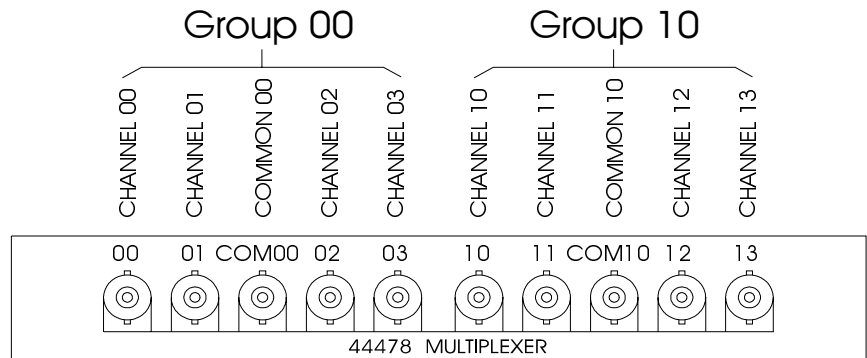 Group 00 Group 10
CHANNEL 00
CHANNEL 01
COMMON 00
CHANNEL 02
CHANNEL 03
CHANNEL 10
CHANNEL 11
COMMON 10
CHANNEL 12
CHANNEL 13
00 01 COM00 02 03 10 11 COM10 12 13
44478 MULTIPLEXER